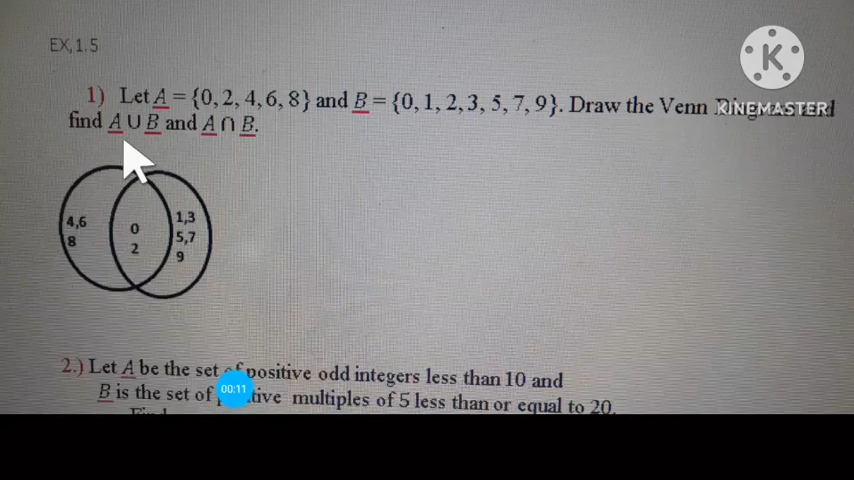 EX,1.5
1) Let A = {0, 2, 4, 6, 8} and B = {0, 1, 2, 3, 5, 7, 9}. Draw the Venn
find A ∪ B and A ∩ B.
K
KINEMASTER
4,6
8
0
2
1,3
5,7
9
2.) Let A be the set of positive odd integers less than 10 and
B is the set of multiples of 5 less than or equal to 20.
00:11